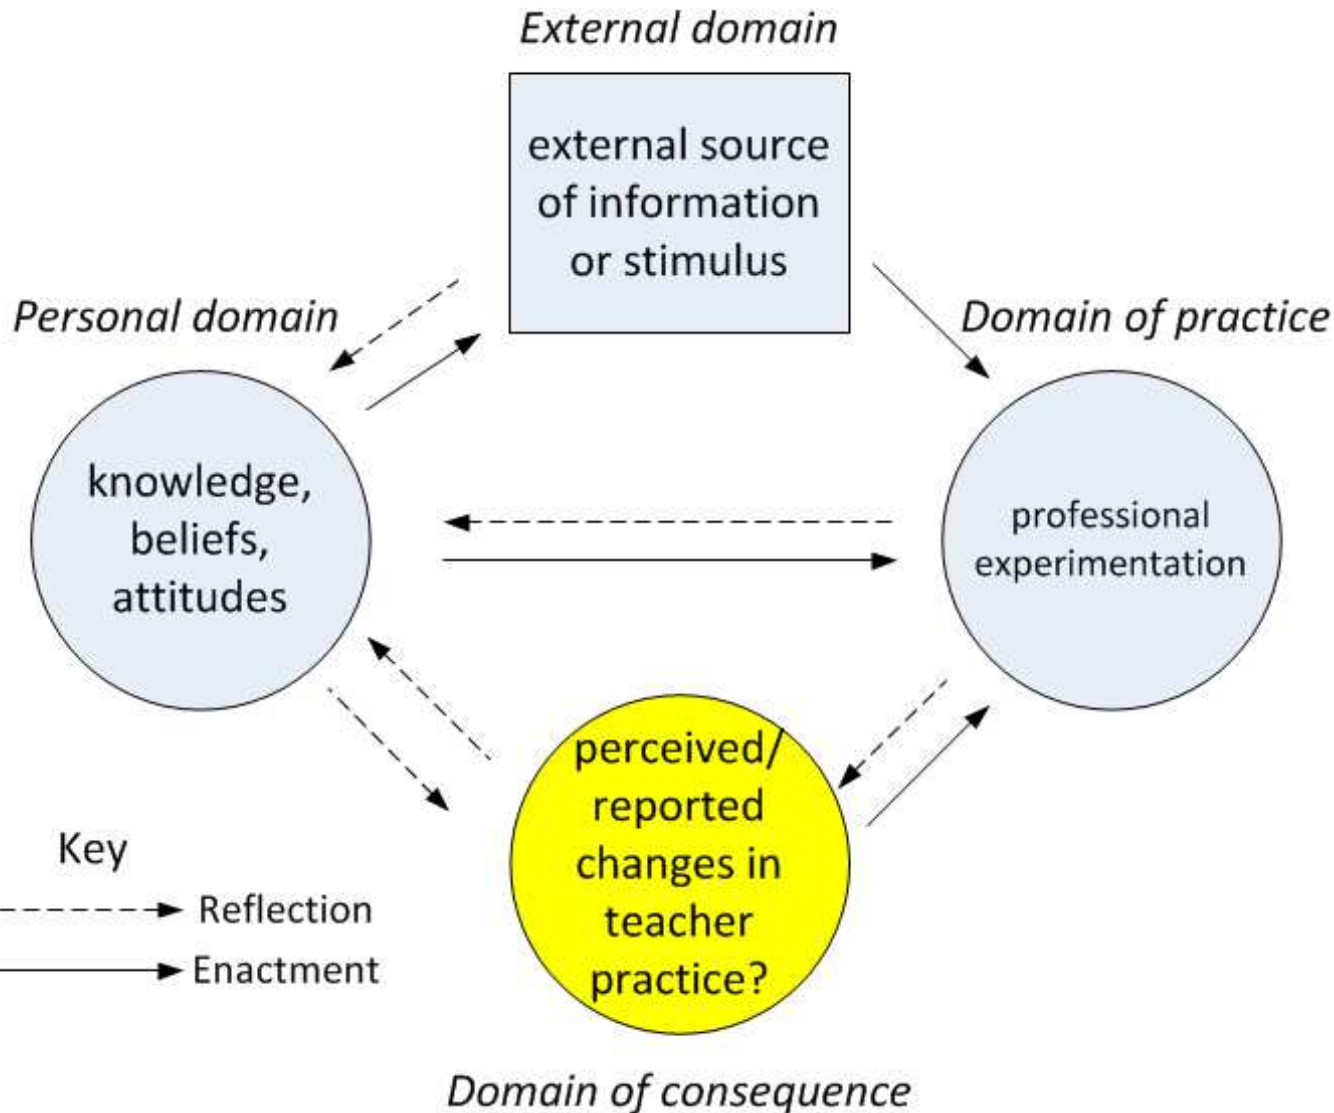 External domain
external source
of information
or stimulus
Personal domain
Domain of practice
knowledge,
beliefs,
attitudes
professional
experimentation
perceived/
reported
changes in
teacher
practice?
Key
Reflection
Enactment
Domain of consequence